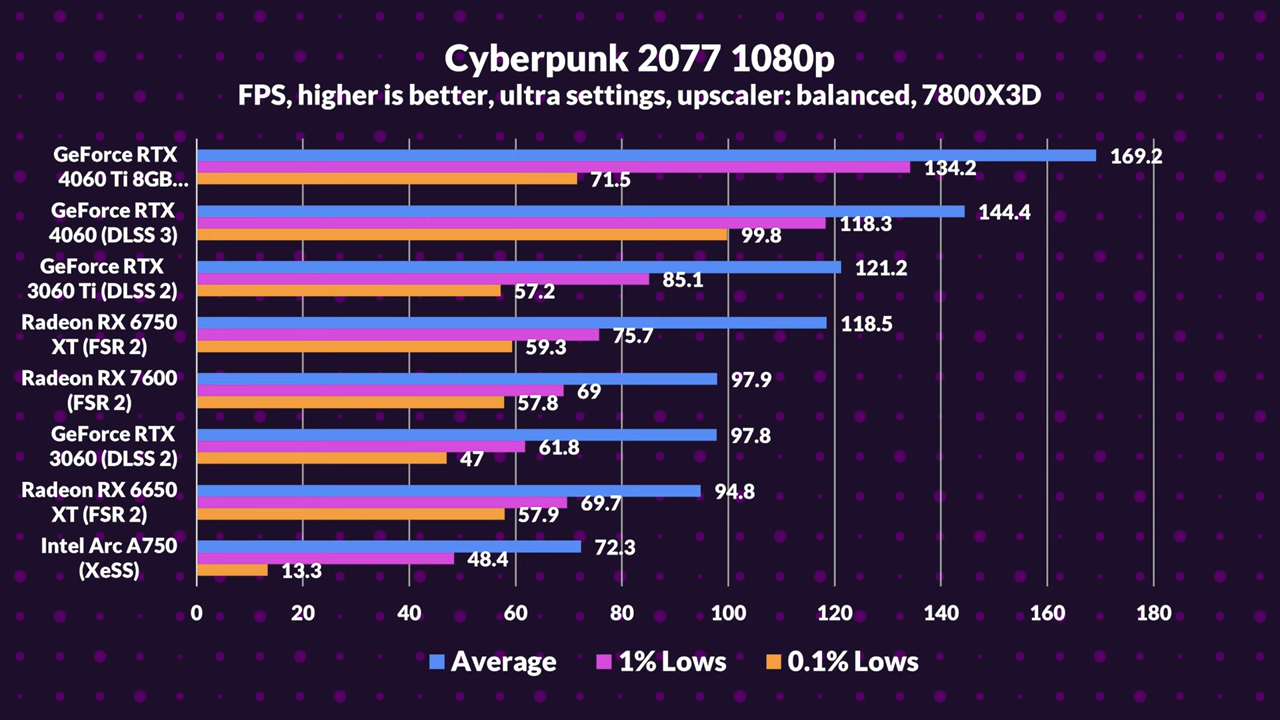 Cyberpunk 2077 1080p
FPS, higher is better, ultra settings, upscaler: balanced, 7800X3D
GeForce RTX
4060 Ti 8GB...
169.2
134.2
71.5
GeForce RTX
4060 (DLSS 3)
144.4
118.3
99.8
GeForce RTX
3060 Ti (DLSS 2)
121.2
85.1
57.2
Radeon RX 6750
XT (FSR 2)
118.5
75.7
59.3
Radeon RX 7600
(FSR 2)
97.9
69
57.8
GeForce RTX
3060 (DLSS 2)
97.8
61.8
47
Radeon RX 6650
XT (FSR 2)
94.8
69.7
57.9
Intel Arc A750
(XeSS)
72.3
48.4
13.3
0 20 40 60 80 100 120 140 160 180
Average 1% Lows 0.1% Lows